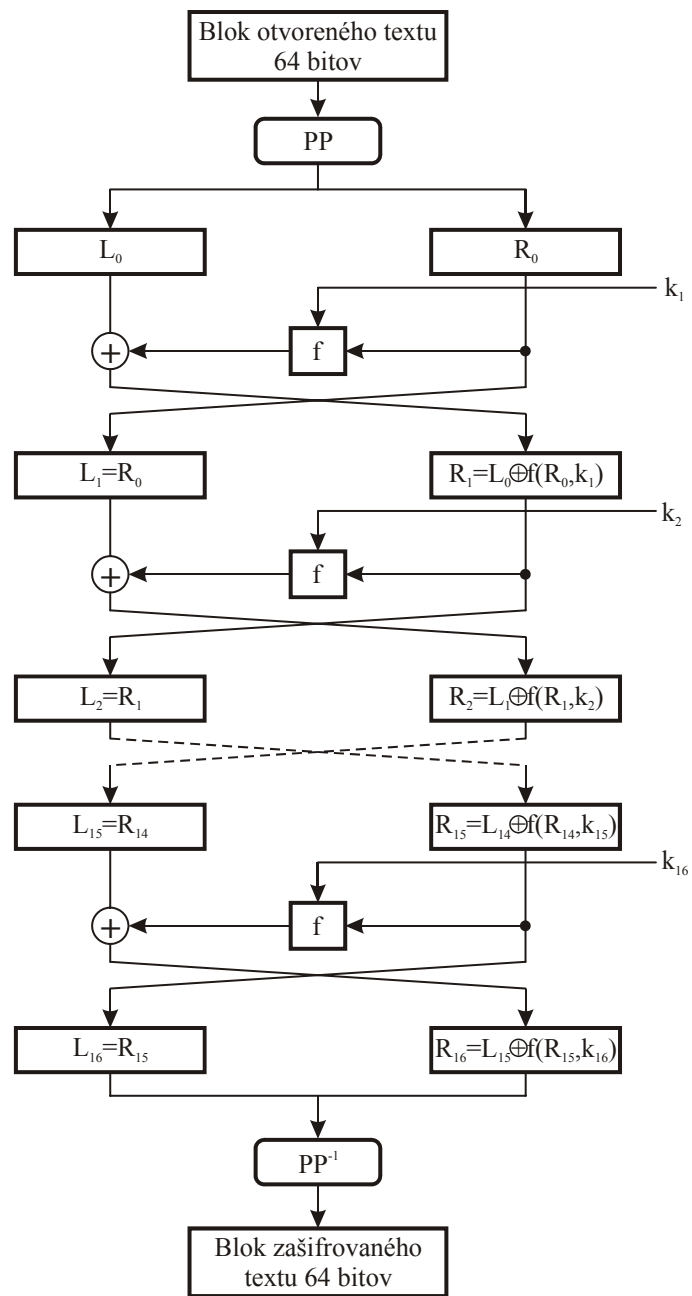 Blok otvoreného textu
64 bitov
PP
L₀
R₀
k₁
f
+
L₁=R₀
R₁=L₀⊕f(R₀,k₁)
k₂
f
+
L₂=R₁
R₂=L₁⊕f(R₁,k₂)
L₁₅=R₁₄
R₁₅=L₁₄⊕f(R₁₄,k₁₅)
k₁₆
f
+
L₁₆=R₁₅
R₁₆=L₁₅⊕f(R₁₅,k₁₆)
PP⁻¹
Blok zašifrovaného
textu 64 bitov